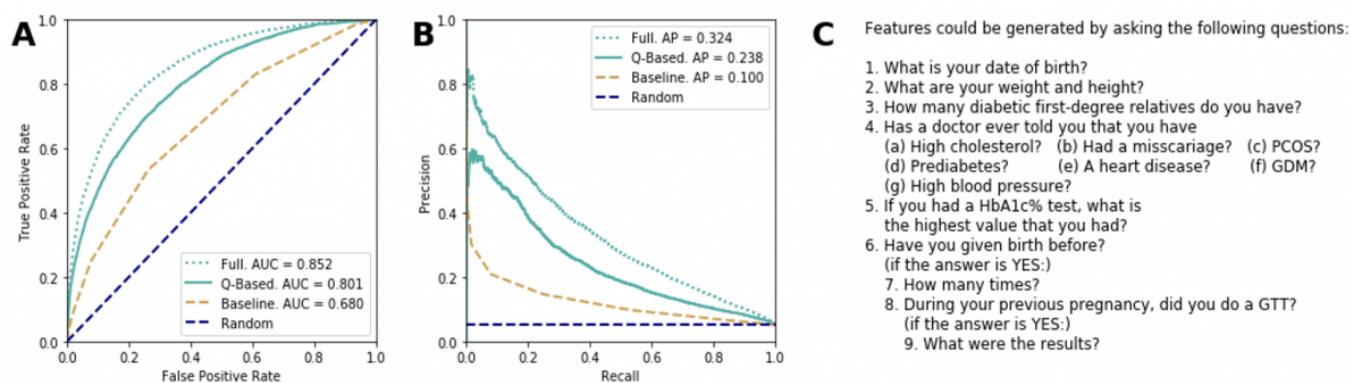 A
1.0
0.8
0.6
0.4
0.2
0.0
True Positive Rate
Full. AUC = 0.852
Q-Based. AUC = 0.801
Baseline. AUC = 0.680
Random
0.0 0.2 0.4 0.6 0.8 1.0
False Positive Rate
B
1.0
0.8
0.6
0.4
0.2
0.0
Precision
Full. AP = 0.324
Q-Based. AP = 0.238
Baseline. AP = 0.100
Random
0.0 0.2 0.4 0.6 0.8 1.0
Recall
C
Features could be generated by asking the following questions:
1. What is your date of birth?
2. What are your weight and height?
3. How many diabetic first-degree relatives do you have?
4. Has a doctor ever told you that you have
(a) High cholesterol? (b) Had a misscariage? (c) PCOS?
(d) Prediabetes? (e) A heart disease? (f) GDM?
(g) High blood pressure?
5. If you had a HbA1c% test, what is
the highest value that you had?
6. Have you given birth before?
(if the answer is YES:)
7. How many times?
8. During your previous pregnancy, did you do a GTT?
(if the answer is YES:)
9. What were the results?